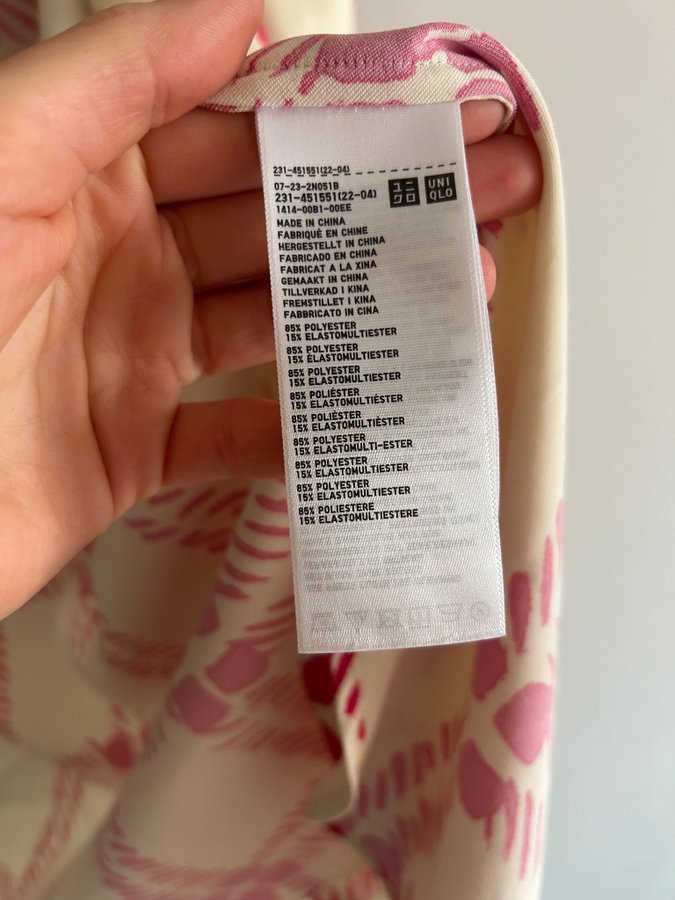 231-451551(22-04)
07-23-2N051B
231-451551(22-04)
1414-00B1-00EE
ユニ
クロ
UNI
QLO
MADE IN CHINA
FABRIQUÉ EN CHINE
HERGESTELLT IN CHINA
FABRICADO EN CHINA
FABRICAT A LA XINA
GEMAAKT IN CHINA
TILLVERKAD I KINA
FREMSTILLET I KINA
FABBRICATO IN CINA
85% POLYESTER
15% ELASTOMULTIESTER
85% POLYESTER
15% ÉLASTOMULTIESTER
85% POLYESTER
15% ELASTOMULTIESTER
85% POLIÉSTER
15% ELASTOMULTIÉSTER
85% POLIÈSTER
15% ELASTOMULTIÈSTER
85% POLYESTER
15% ELASTOMULTI-ESTER
85% POLYESTER
15% ELASTOMULTIESTER
85% POLYESTER
15% ELASTOMULTIESTER
85% POLIESTERE
15% ELASTOMULTIESTERE